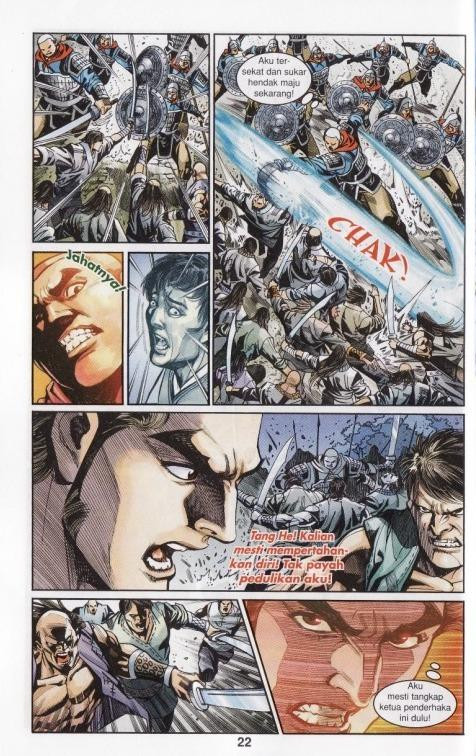 Aku ter-
sekat dan sukar
hendak maju
sekarang!
CHAK!
Jahatnya!
Tang He! Kalian
mesti mempertahan-
kan diri! Tak payah
pedulikan aku!
Aku
mesti tangkap
ketua penderhaka
ini dulu!
22